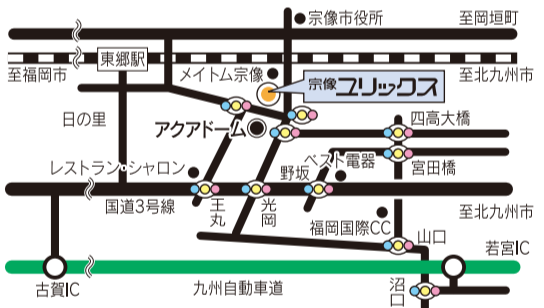 宗像市役所
至岡垣町
東郷駅
至福岡市
メイトム宗像
宗像ユリックス
至北九州市
日の里
アクアドーム
四高大橋
レストラン・シャロン
ベスト電器
野坂
宮田橋
国道3号線
王丸
光岡
福岡国際CC
至北九州市
山口
若宮IC
古賀IC
九州自動車道
沼口